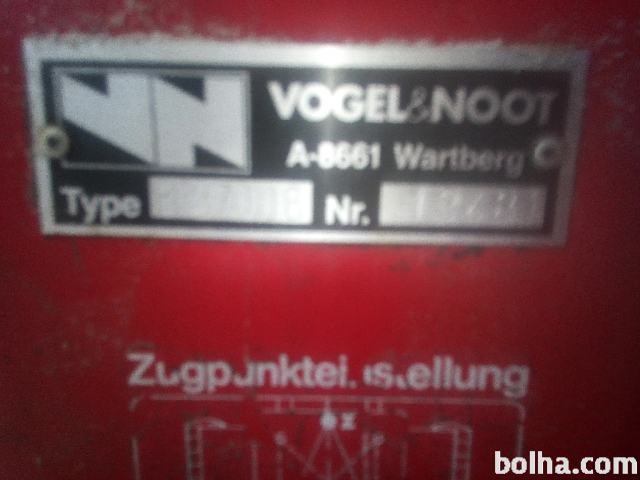 VOGEL&NOOT
A-8661 Wartberg
Type
Nr.
Zugpunkteinstellung
bolha.com